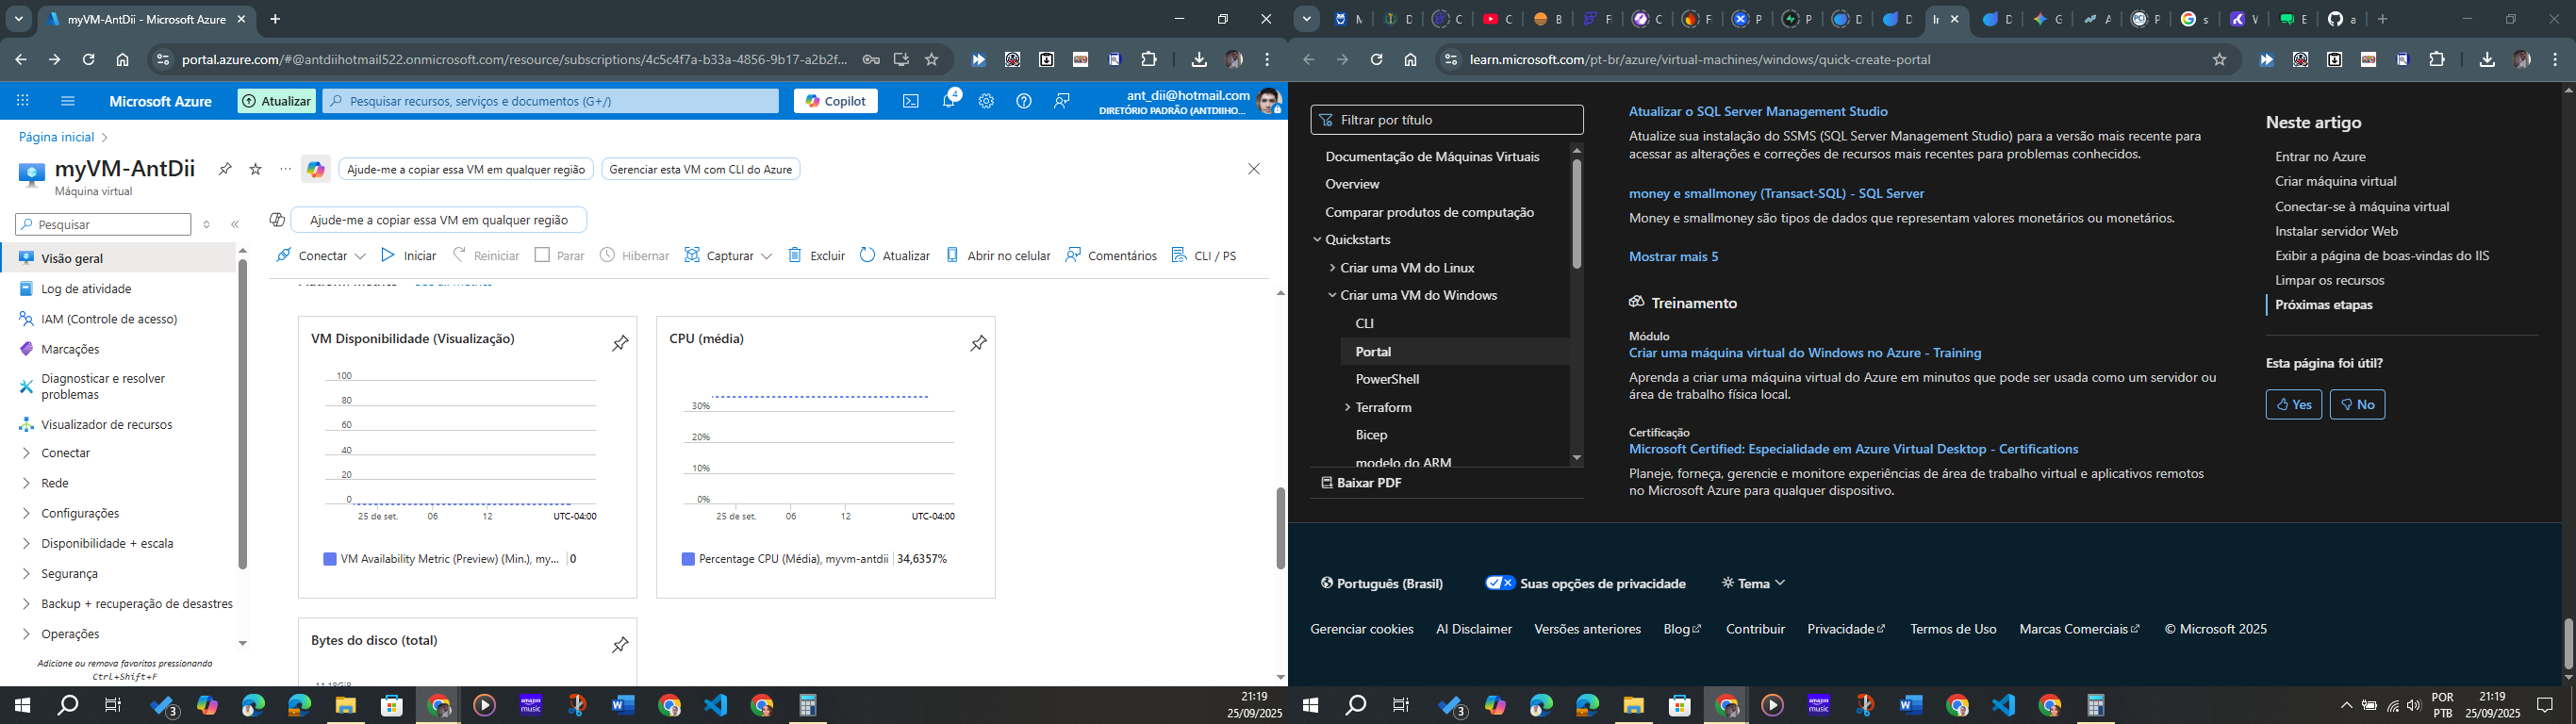 myVM-AntDii - Microsoft Azure
portal.azure.com/#@antdiihotmail522.onmicrosoft.com/resource/subscriptions/4c5c4f7a-b33a-4856-9b17-a2b2f...
Microsoft Azure
Atualizar
Pesquisar recursos, serviços e documentos (G+/)
Copilot
4
ant_dii@hotmail.com
DIRETÓRIO PADRÃO (ANTDIIHO...
Página inicial
myVM-AntDii
Máquina virtual
Ajude-me a copiar essa VM em qualquer região
Gerenciar esta VM com CLI do Azure
Pesquisar
Visão geral
Log de atividade
IAM (Controle de acesso)
Marcações
Diagnosticar e resolver
problemas
Visualizador de recursos
Conectar
Rede
Configurações
Disponibilidade + escala
Segurança
Backup + recuperação de desastres
Operações
Adicione ou remova favoritos pressionando
Ctrl+Shift+F
Ajude-me a copiar essa VM em qualquer região
Conectar
Iniciar
Reiniciar
Parar
Hibernar
Capturar
Excluir
Atualizar
Abrir no celular
Comentários
CLI / PS
VM Disponibilidade (Visualização)
100
80
60
40
20
0
25 de set.
06
12
UTC-04:00
VM Availability Metric (Preview) (Min.), my...
0
CPU (média)
30%
20%
10%
0%
25 de set.
06
12
UTC-04:00
Percentage CPU (Média), myvm-antdii
34,6357%
Bytes do disco (total)
3
21:19
25/09/2025
learn.microsoft.com/pt-br/azure/virtual-machines/windows/quick-create-portal
Filtrar por título
Documentação de Máquinas Virtuais
Overview
Comparar produtos de computação
Quickstarts
Criar uma VM do Linux
Criar uma VM do Windows
CLI
Portal
PowerShell
Terraform
Bicep
modelo do ARM
Baixar PDF
Atualizar o SQL Server Management Studio
Atualize sua instalação do SSMS (SQL Server Management Studio) para a versão mais recente para
acessar as alterações e correções de recursos mais recentes para problemas conhecidos.
money e smallmoney (Transact-SQL) - SQL Server
Money e smallmoney são tipos de dados que representam valores monetários ou monetários.
Mostrar mais 5
Treinamento
Módulo
Criar uma máquina virtual do Windows no Azure - Training
Aprenda a criar uma máquina virtual do Azure em minutos que pode ser usada como um servidor ou
área de trabalho física local.
Certificação
Microsoft Certified: Especialidade em Azure Virtual Desktop - Certifications
Planeje, forneça, gerencie e monitore experiências de área de trabalho virtual e aplicativos remotos
no Microsoft Azure para qualquer dispositivo.
Neste artigo
Entrar no Azure
Criar máquina virtual
Conectar-se à máquina virtual
Instalar servidor Web
Exibir a página de boas-vindas do IIS
Limpar os recursos
Próximas etapas
Esta página foi útil?
Yes
No
Português (Brasil)
Suas opções de privacidade
Tema
Gerenciar cookies
AI Disclaimer
Versões anteriores
Blog
Contribuir
Privacidade
Termos de Uso
Marcas Comerciais
© Microsoft 2025
3
POR
PTB
21:19
25/09/2025